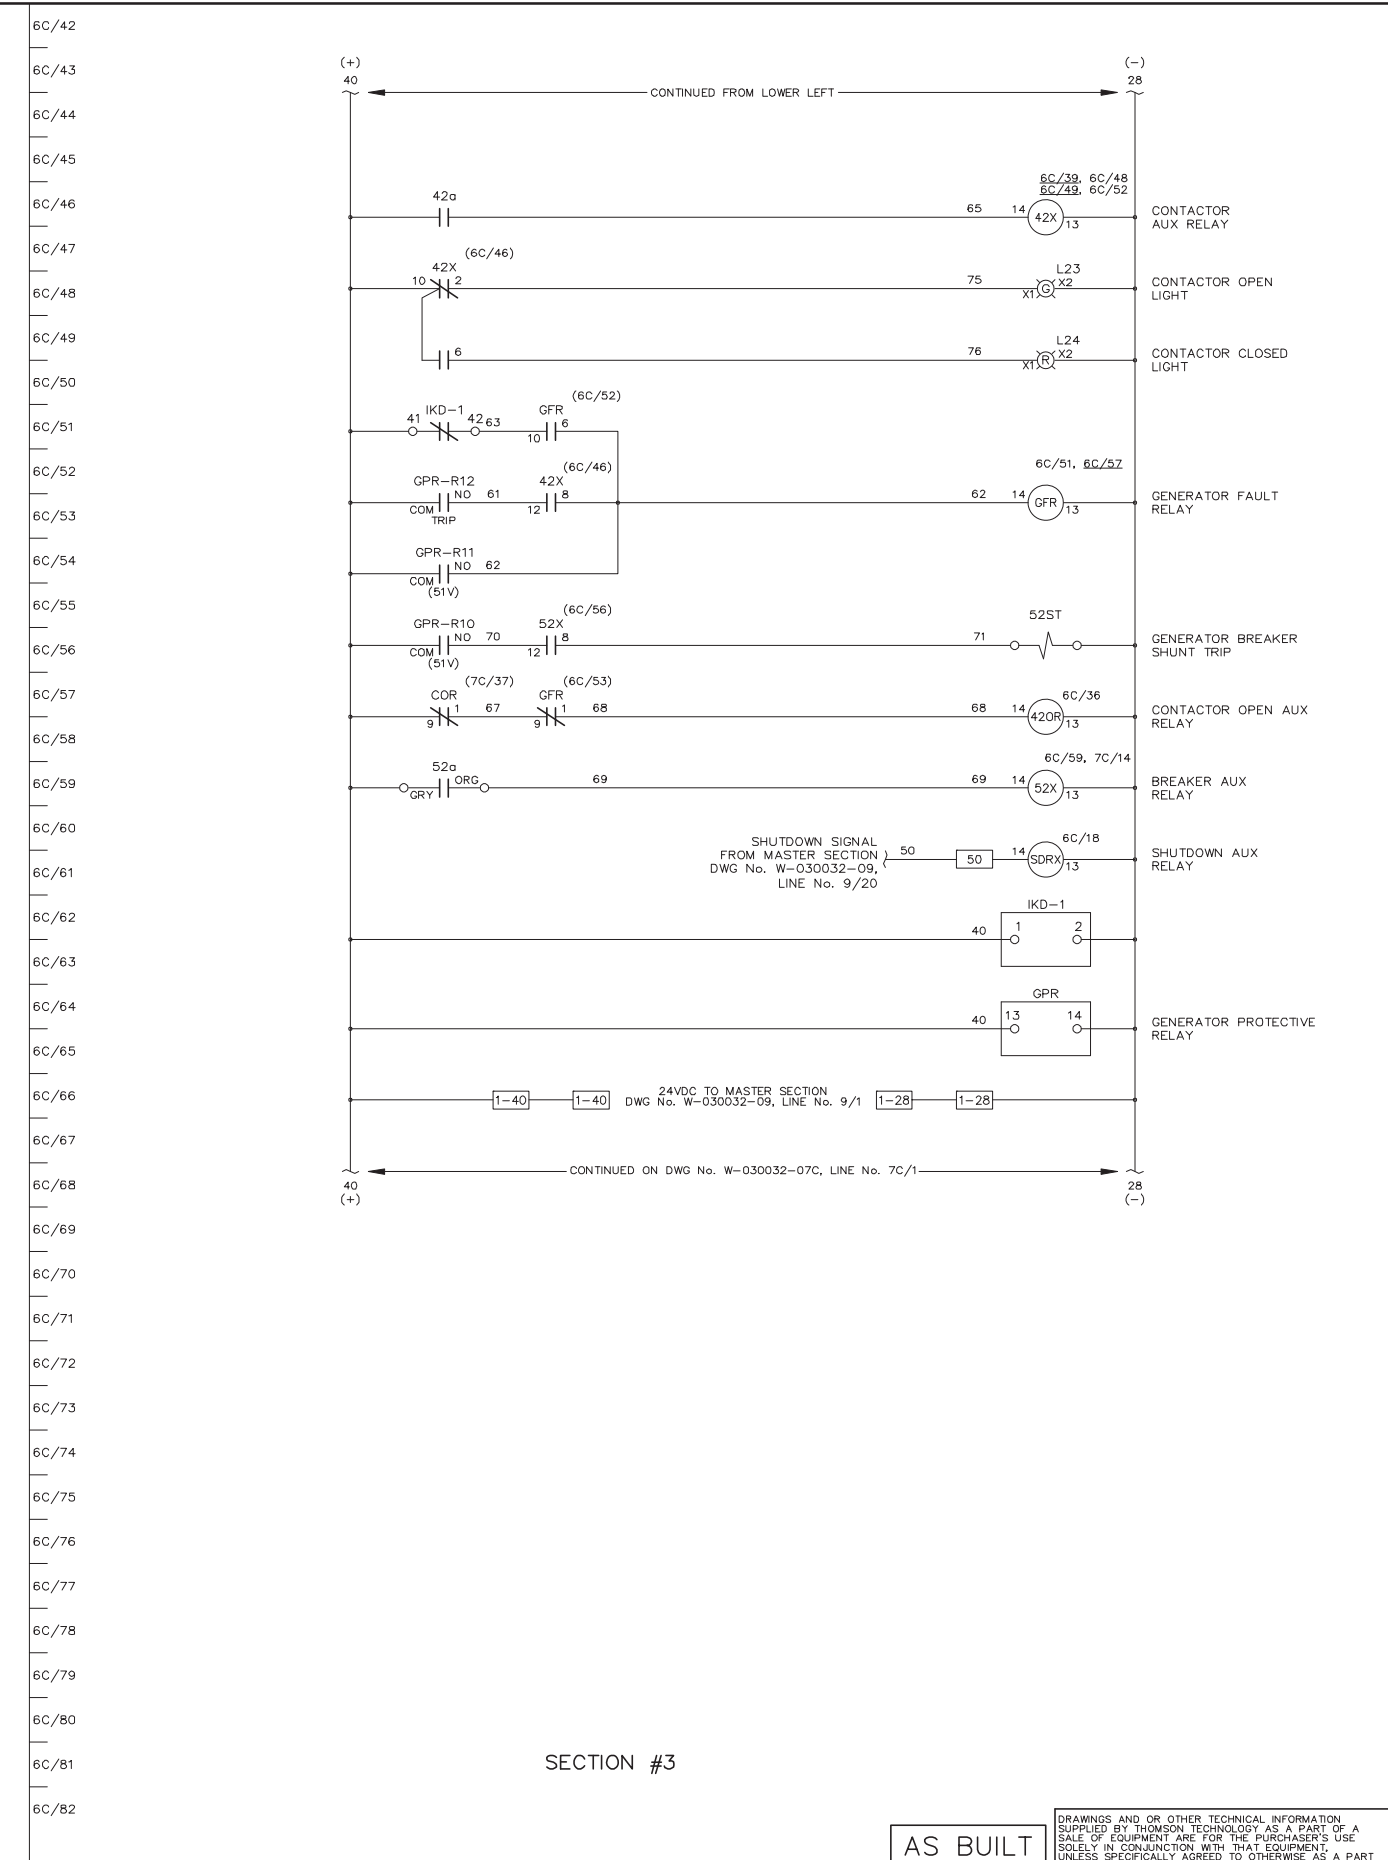 6C/42
6C/43
6C/44
6C/45
6C/46
6C/47
6C/48
6C/49
6C/50
6C/51
6C/52
6C/53
6C/54
6C/55
6C/56
6C/57
6C/58
6C/59
6C/60
6C/61
6C/62
6C/63
6C/64
6C/65
6C/66
6C/67
6C/68
6C/69
6C/70
6C/71
6C/72
6C/73
6C/74
6C/75
6C/76
6C/77
6C/78
6C/79
6C/80
6C/81
6C/82
(+) (-)
40 28
CONTINUED FROM LOWER LEFT
6C/39, 6C/48
6C/49, 6C/52
42a 65 14 42X 13
CONTACTOR
AUX RELAY
(6C/46)
42X
10 2 75 X1 G X2 L23
CONTACTOR OPEN
LIGHT
6 76 X1 R X2 L24
CONTACTOR CLOSED
LIGHT
(6C/52)
IKD-1 GFR
41 42 63 10 6
6C/51, 6C/57
(6C/46)
GPR-R12 42X
COM NO 61 12 8 62 14 GFR 13
TRIP
GENERATOR FAULT
RELAY
GPR-R11
COM NO 62
(51V)
(6C/56)
GPR-R10 52X 52ST
COM NO 70 12 8 71
(51V)
GENERATOR BREAKER
SHUNT TRIP
(7C/37) (6C/53)
COR GFR 6C/36
9 1 67 9 1 68 68 14 42OR 13
CONTACTOR OPEN AUX
RELAY
6C/59, 7C/14
52a
GRY ORG 69 69 14 52X 13
BREAKER AUX
RELAY
SHUTDOWN SIGNAL
FROM MASTER SECTION
DWG No. W-030032-09,
LINE No. 9/20
50 50 14 SDRX 13 6C/18
SHUTDOWN AUX
RELAY
IKD-1
40 1 2
GPR
40 13 14
GENERATOR PROTECTIVE
RELAY
1-40 1-40
24VDC TO MASTER SECTION
DWG No. W-030032-09, LINE No. 9/1
1-28 1-28
CONTINUED ON DWG No. W-030032-07C, LINE No. 7C/1
40 28
(+) (-)
SECTION #3
AS BUILT
DRAWINGS AND OR OTHER TECHNICAL INFORMATION
SUPPLIED BY THOMSON TECHNOLOGY AS A PART OF A
SALE OF EQUIPMENT ARE FOR THE PURCHASER'S USE
SOLELY IN CONJUNCTION WITH THAT EQUIPMENT,
UNLESS SPECIFICALLY AGREED TO OTHERWISE AS A PART